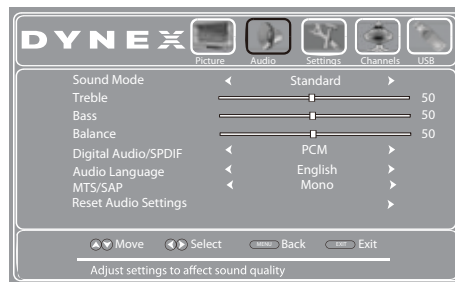 DYNEX
Picture Audio Settings Channels USB
Sound Mode Standard
Treble 50
Bass 50
Balance 50
Digital Audio/SPDIF PCM
Audio Language English
MTS/SAP Mono
Reset Audio Settings
Move Select MENU Back EXIT Exit
Adjust settings to affect sound quality